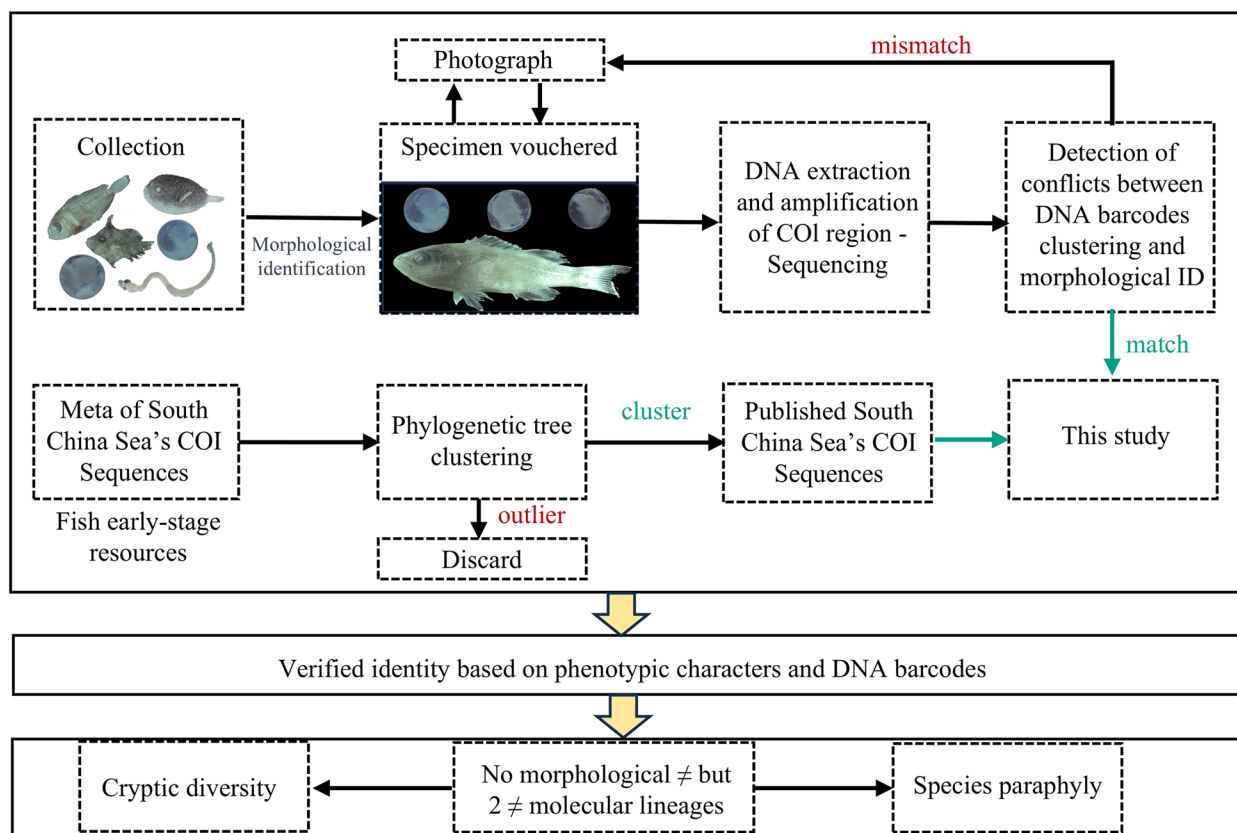 mismatch
Photograph
Collection
Morphological
identification
Specimen vouchered
DNA extraction
and amplification
of COl region -
Sequencing
Detection of
conflicts between
DNA barcodes
clustering and
morphological ID
match
Meta of South
China Sea's COI
Sequences
Fish early-stage
resources
Phylogenetic tree
clustering
outlier
Discard
cluster
Published South
China Sea's COI
Sequences
This study
Verified identity based on phenotypic characters and DNA barcodes
Cryptic diversity
No morphological ≠ but
2 ≠ molecular lineages
Species paraphyly